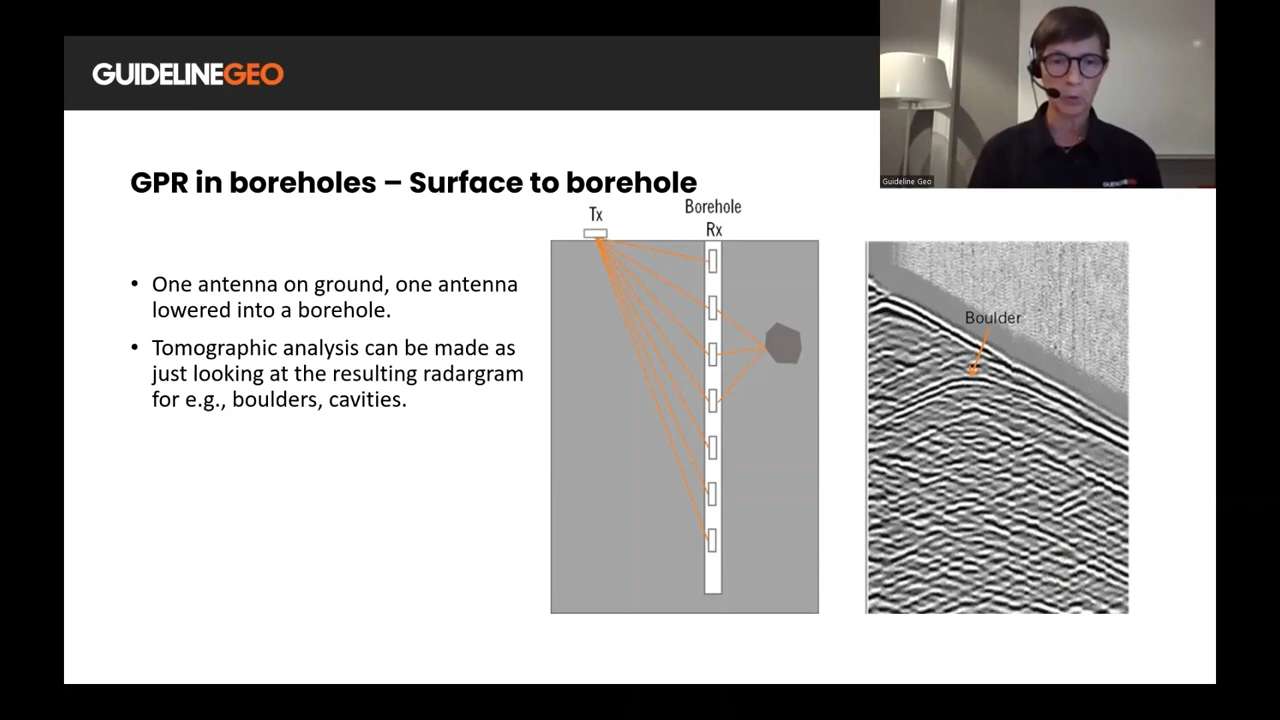 GUIDELINEGEO
Guideline Geo
GPR in boreholes – Surface to borehole
Tx
Borehole
Rx
• One antenna on ground, one antenna
lowered into a borehole.
• Tomographic analysis can be made as
just looking at the resulting radargram
for e.g., boulders, cavities.
Boulder